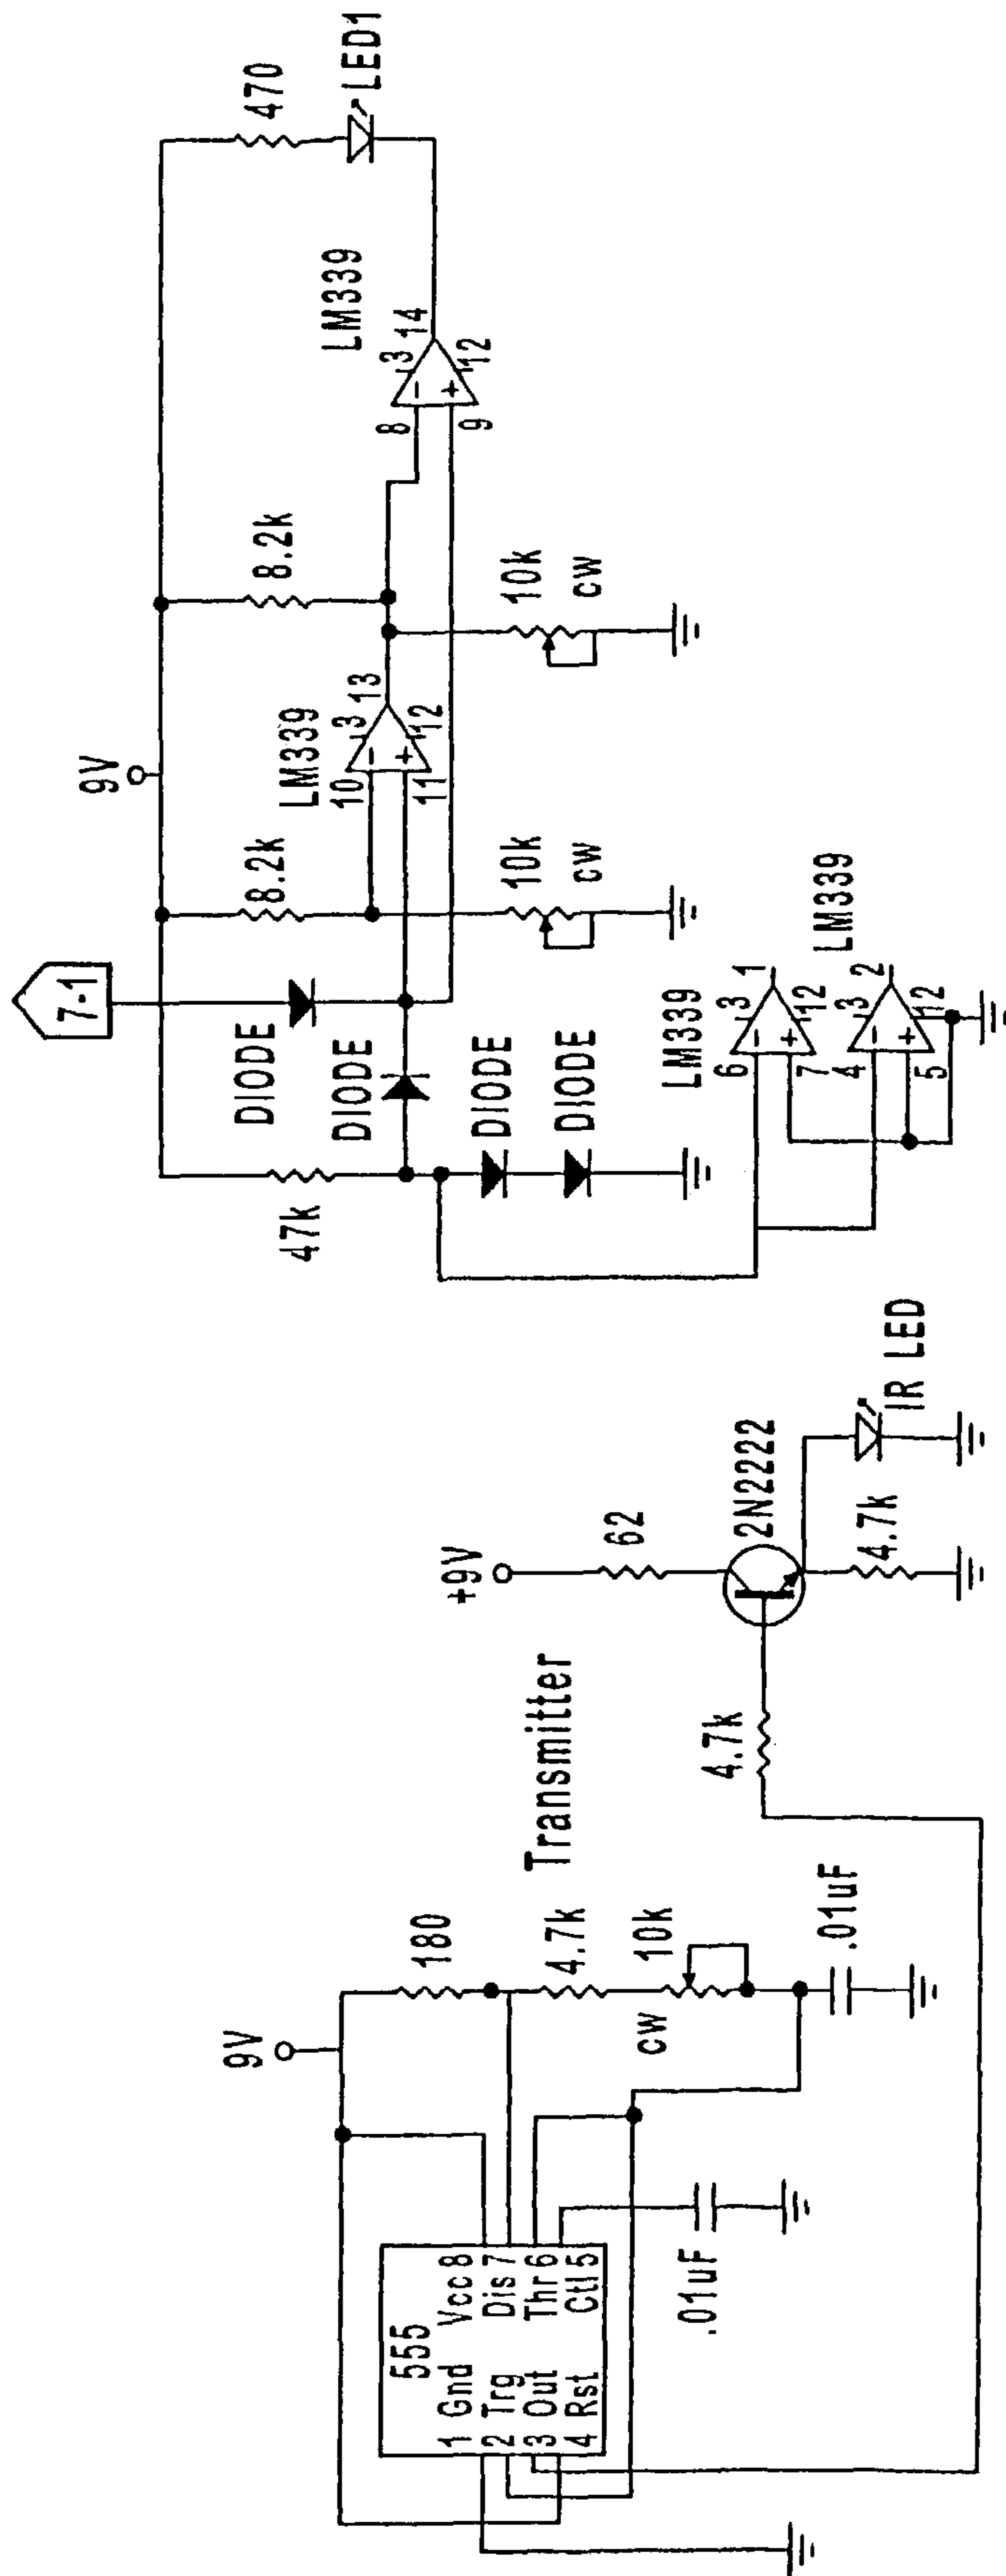 9V
180
4.7k
10k
cw
.01uF
555
1 Gnd Vcc 8
2 Trg Dis 7
3 Out Thr 6
4 Rst Ctl 5
.01uF
Transmitter
+9V
62
2N2222
4.7k
4.7k
IR LED
7-1
9V
DIODE
DIODE
DIODE
DIODE
47k
8.2k
8.2k
470
LED1
LM339
10
11
3
12
13
LM339
8
9
3
12
14
10k
cw
10k
cw
LM339
6
7
3
12
1
LM339
4
5
3
12
2